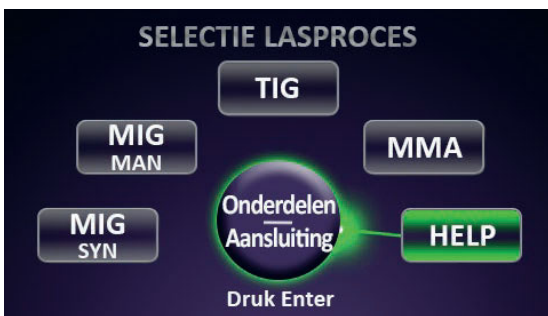 SELECTIE LASPROCES
TIG
MIG
MAN
MMA
MIG
SYN
Onderdelen
Aansluiting
HELP
Druk Enter